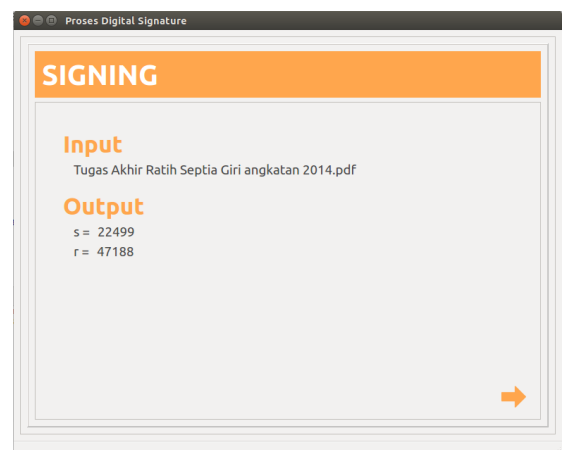 Proses Digital Signature
SIGNING
Input
Tugas Akhir Ratih Septia Giri angkatan 2014.pdf
Output
s = 22499
r = 47188